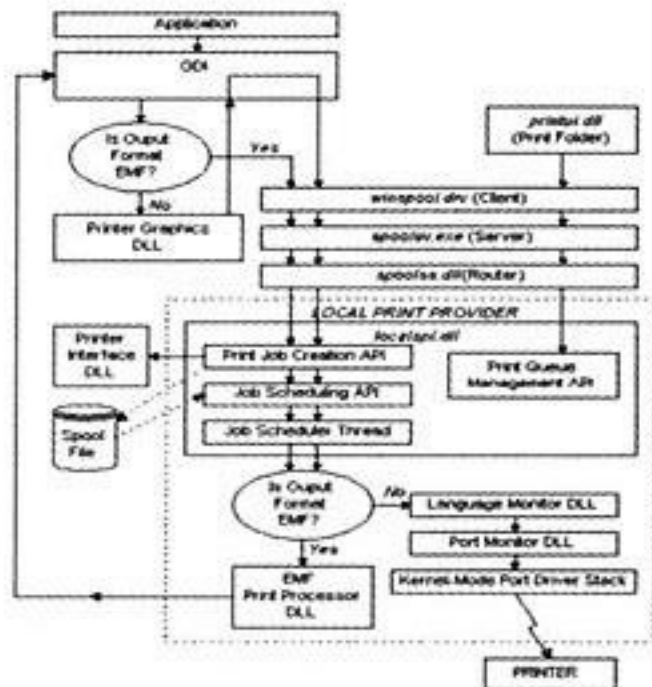 Application
GDI
Is Ouput
Format
EMF?
Yes
No
Printer Graphics
DLL
printui.dll
(Print Folder)
winspool.drv (Client)
spoolsv.exe (Server)
spoolss.dll(Router)
LOCAL PRINT PROVIDER
localspl.dll
Printer
Interface
DLL
Print Job Creation API
Print Queue
Management API
Job Scheduling API
Spool
File
Job Scheduler Thread
Is Ouput
Format
EMF?
No
Yes
Language Monitor DLL
Port Monitor DLL
Kernel-Mode Port Driver Stack
EMF
Print Processor
DLL
PRINTER